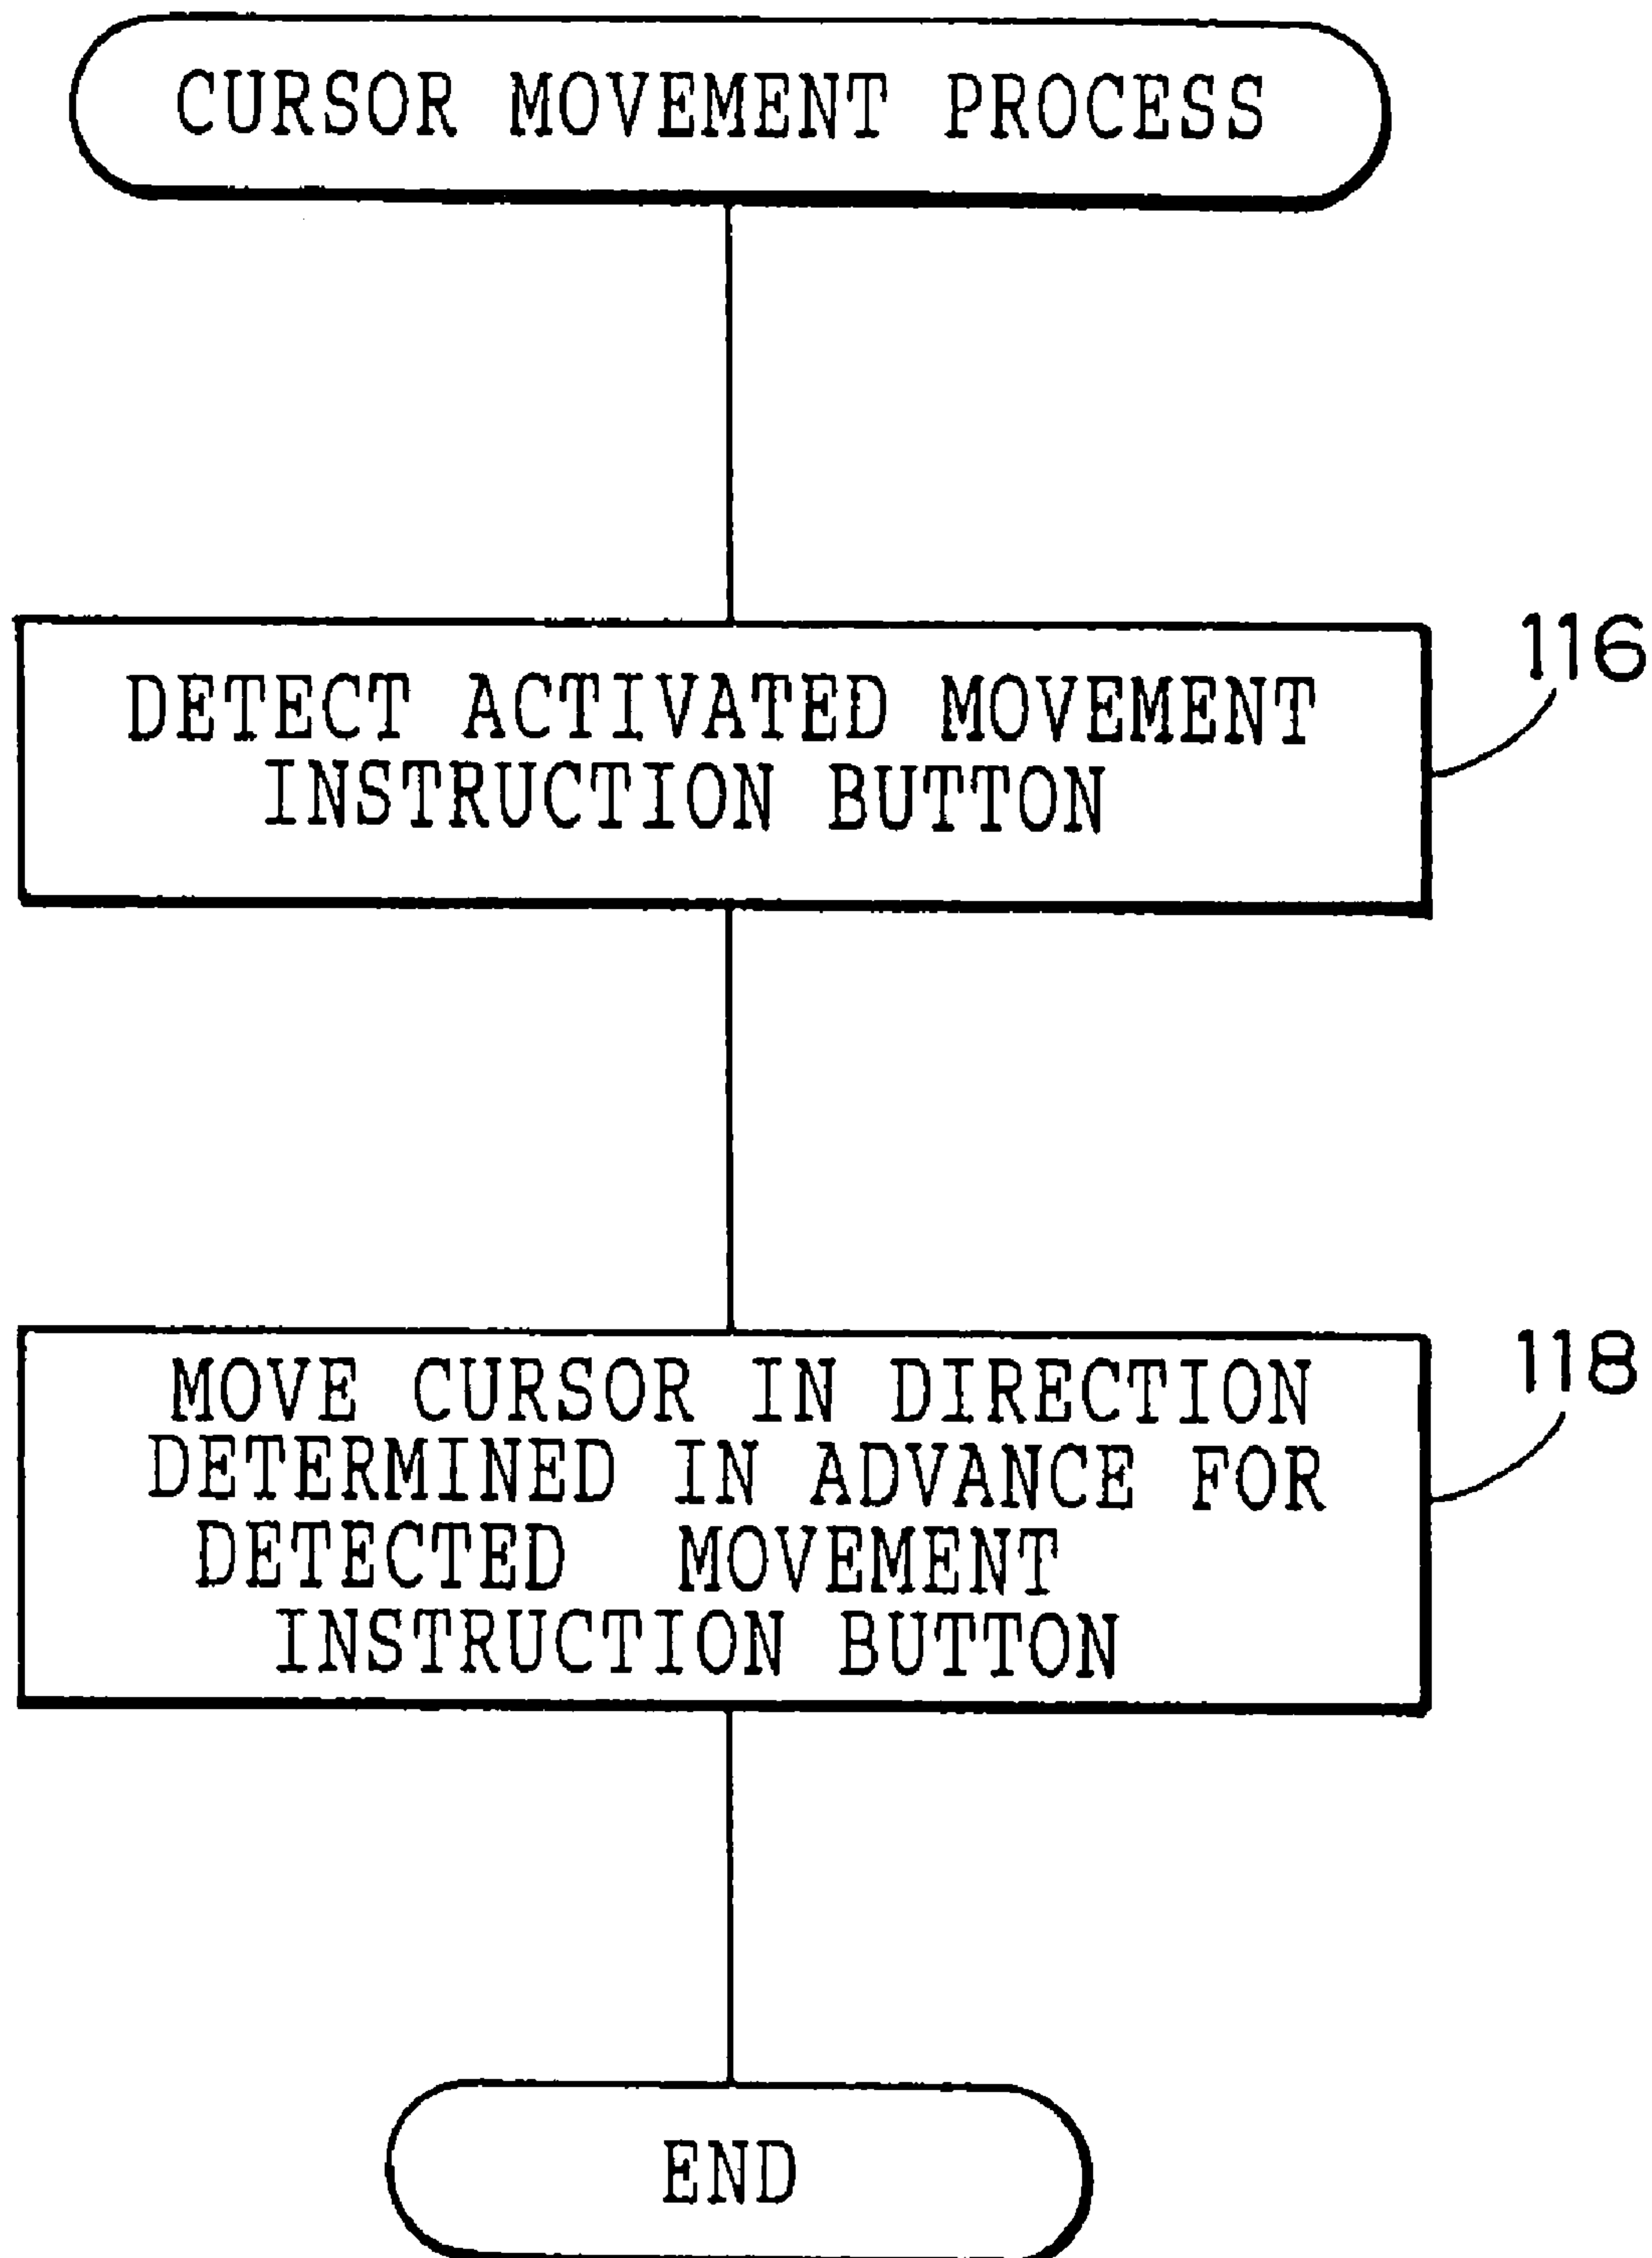 CURSOR MOVEMENT PROCESS
116
DETECT ACTIVATED MOVEMENT
INSTRUCTION BUTTON
118
MOVE CURSOR IN DIRECTION
DETERMINED IN ADVANCE FOR
DETECTED MOVEMENT
INSTRUCTION BUTTON
END